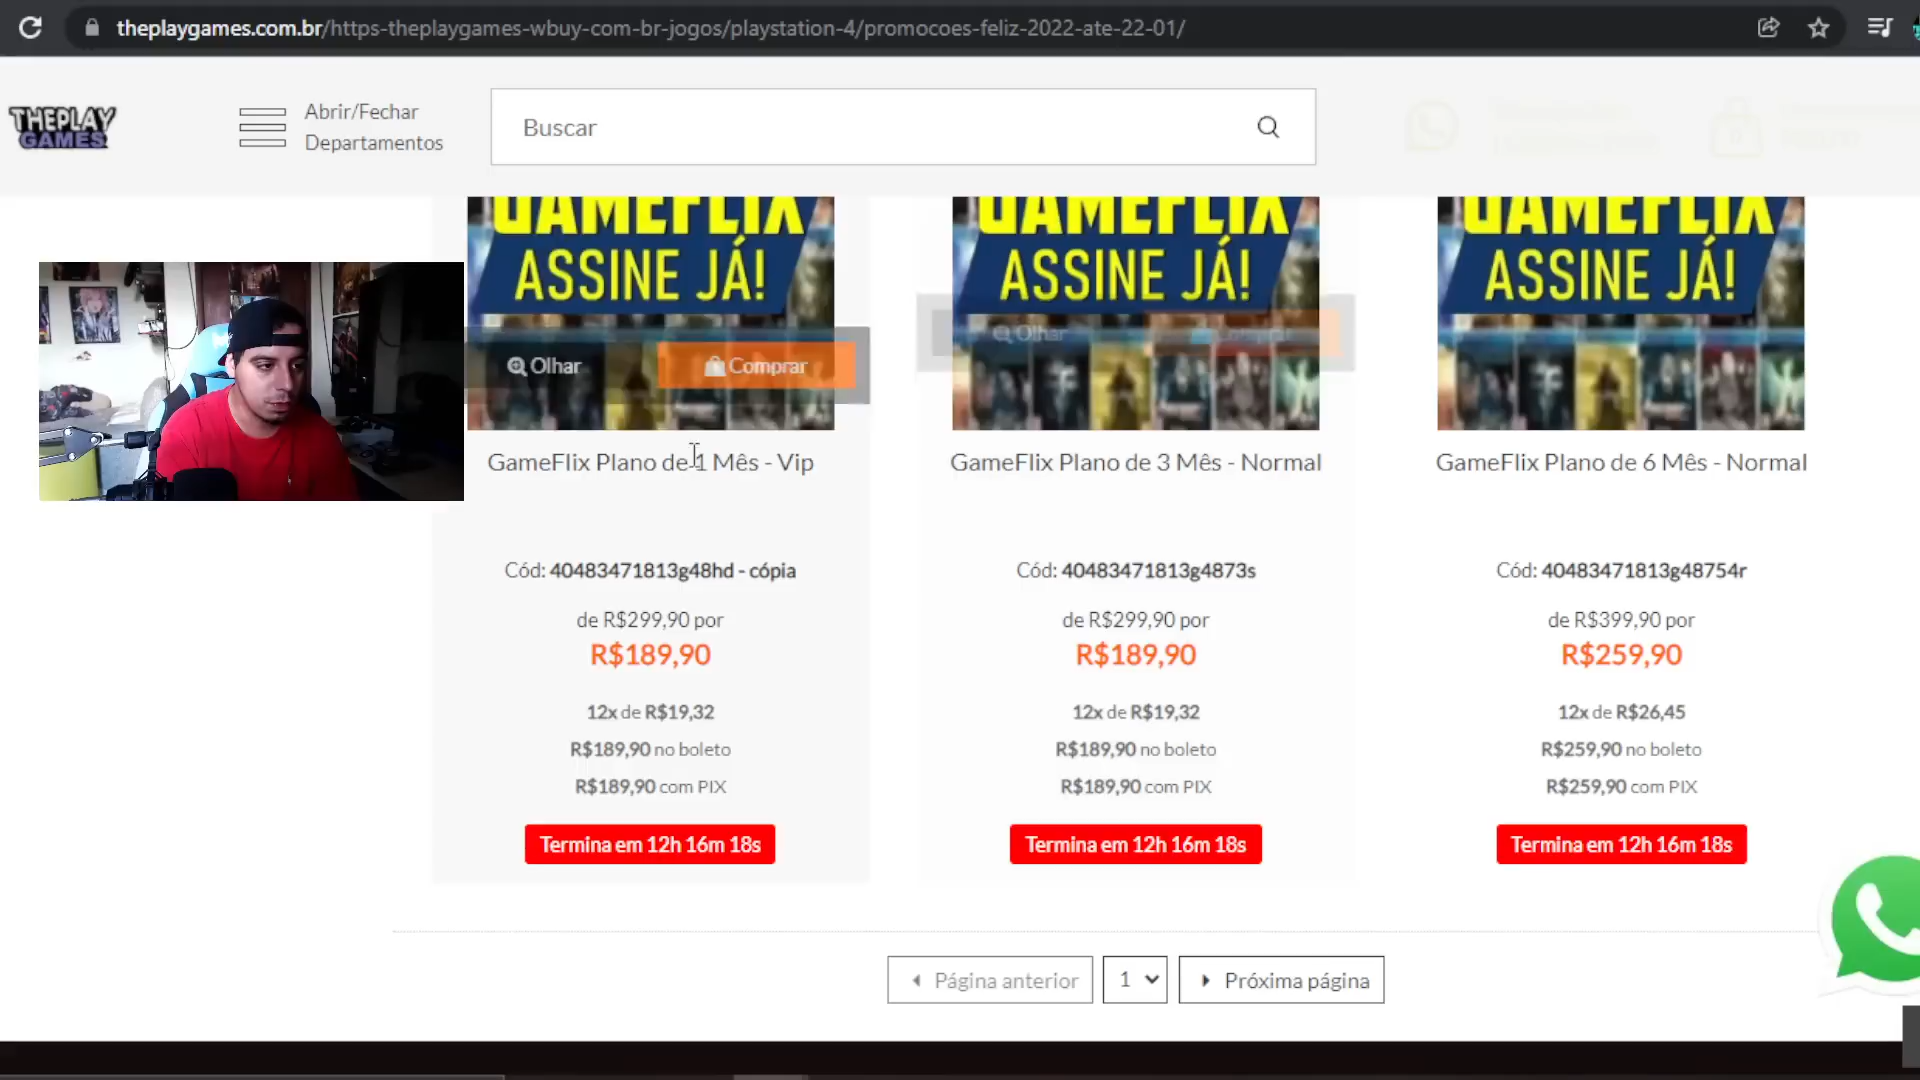 theplaygames.com.br/https-theplaygames-wbuy-com-br-jogos/playstation-4/promocoes-feliz-2022-ate-22-01/
THEPLAY
GAMES
Abrir/Fechar
Departamentos
Buscar
GAMEFLIX
ASSINE JÁ!
Olhar
Comprar
GameFlix Plano de 1 Mês - Vip
Cód: 40483471813g48hd - cópia
de R$299,90 por
R$189,90
12x de R$19,32
R$189,90 no boleto
R$189,90 com PIX
Termina em 12h 16m 18s
GAMEFLIX
ASSINE JÁ!
Olhar
Comprar
GameFlix Plano de 3 Mês - Normal
Cód: 40483471813g4873s
de R$299,90 por
R$189,90
12x de R$19,32
R$189,90 no boleto
R$189,90 com PIX
Termina em 12h 16m 18s
GAMEFLIX
ASSINE JÁ!
GameFlix Plano de 6 Mês - Normal
Cód: 40483471813g48754r
de R$399,90 por
R$259,90
12x de R$26,45
R$259,90 no boleto
R$259,90 com PIX
Termina em 12h 16m 18s
Página anterior
1
Próxima página